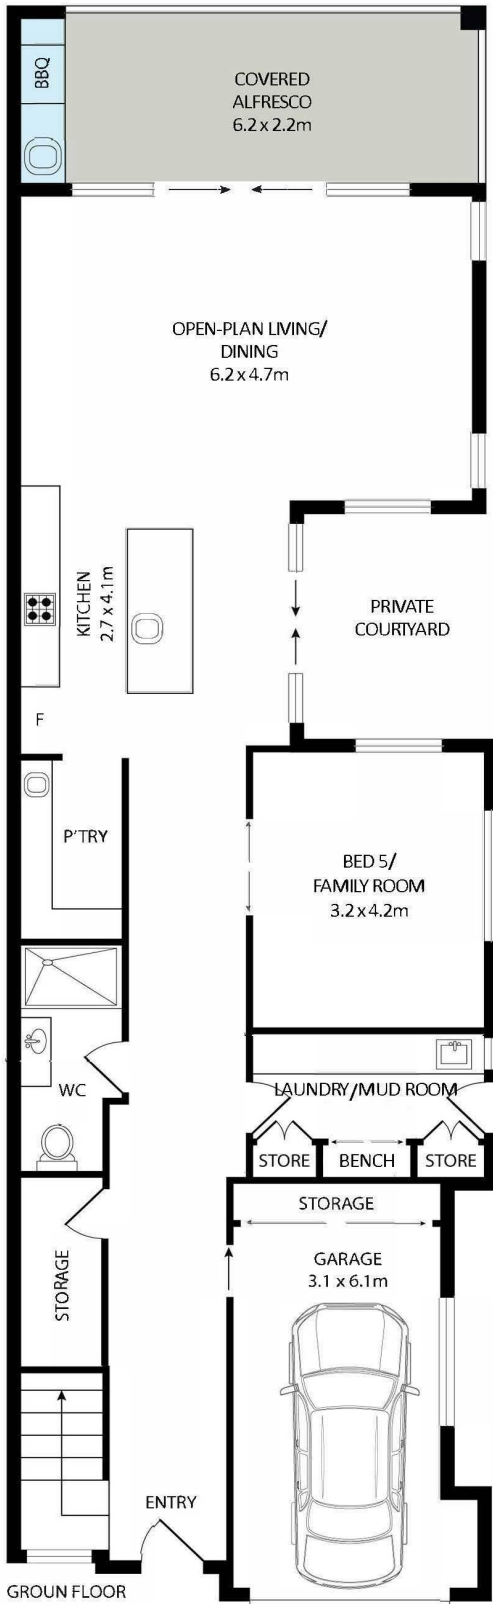 BBQ
COVERED
ALFRESCO
6.2 x 2.2m
OPEN-PLAN LIVING/
DINING
6.2 x 4.7m
KITCHEN
2.7 x 4.1m
PRIVATE
COURTYARD
F
P'TRY
BED 5/
FAMILY ROOM
3.2 x 4.2m
WC
LAUNDRY/MUD ROOM
STORE
BENCH
STORE
STORAGE
STORAGE
GARAGE
3.1 x 6.1m
ENTRY
GROUN FLOOR